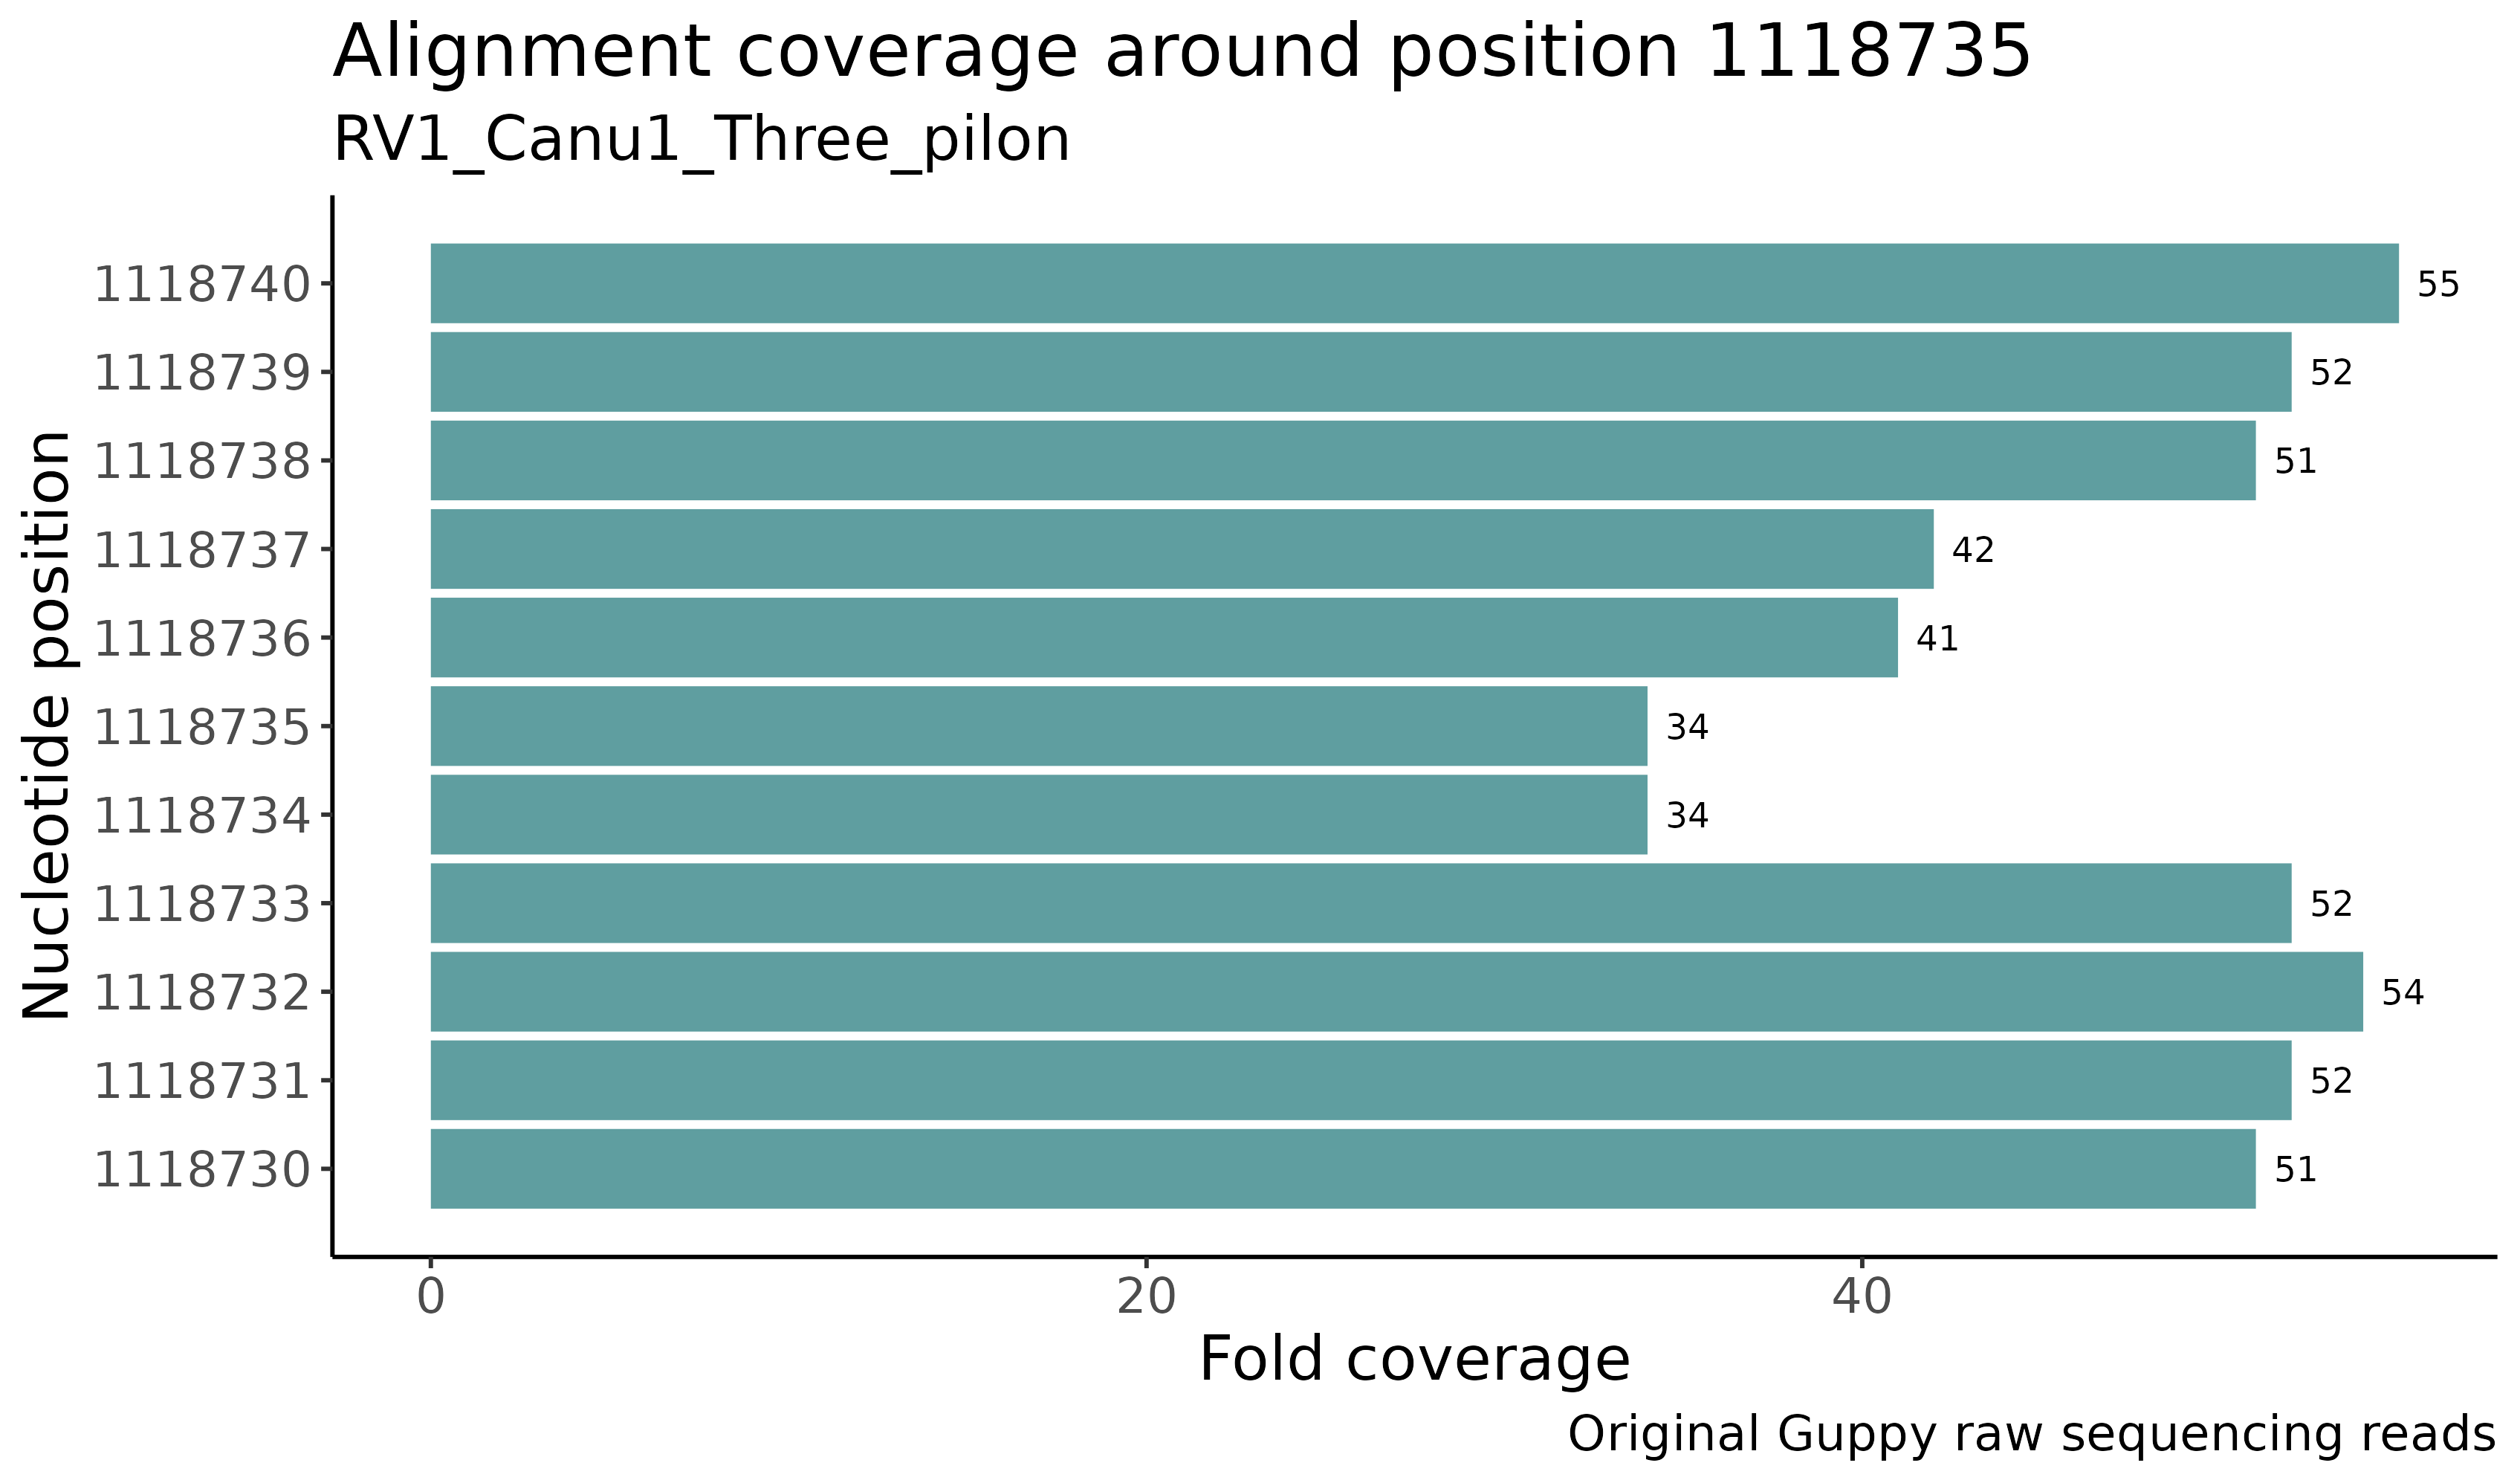 Alignment coverage around position 1118735
RV1_Canu1_Three_pilon
Nucleotide position
1118740 55
1118739 52
1118738 51
1118737 42
1118736 41
1118735 34
1118734 34
1118733 52
1118732 54
1118731 52
1118730 51
0 20 40
Fold coverage
Original Guppy raw sequencing reads